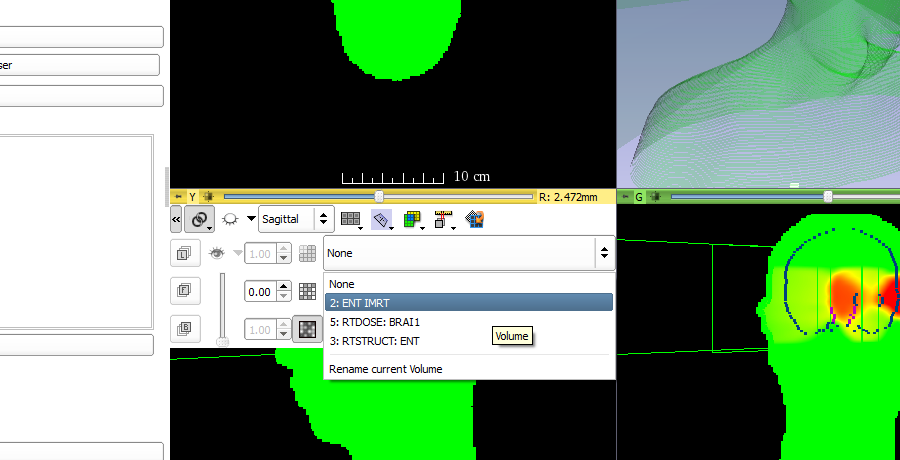 ser
10 cm
Y
R: 2.472mm
G
Sagittal
L
1.00
None
F
0.00
B
1.00
None
2: ENT IMRT
5: RTDOSE: BRAI1
3: RTSTRUCT: ENT
Volume
Rename current Volume